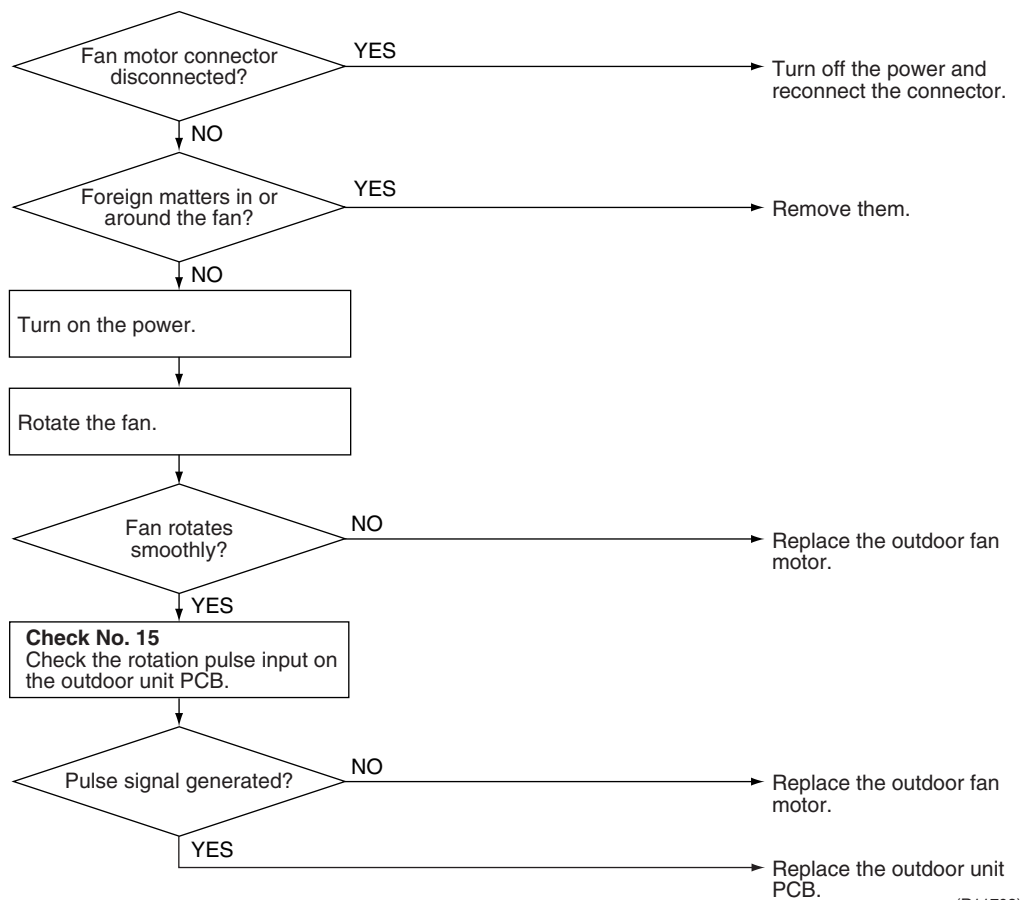 Fan motor connector
disconnected?
YES
Turn off the power and
reconnect the connector.
NO
Foreign matters in or
around the fan?
YES
Remove them.
NO
Turn on the power.
Rotate the fan.
Fan rotates
smoothly?
NO
Replace the outdoor fan
motor.
YES
Check No. 15
Check the rotation pulse input on
the outdoor unit PCB.
Pulse signal generated?
NO
Replace the outdoor fan
motor.
YES
Replace the outdoor unit
PCB.